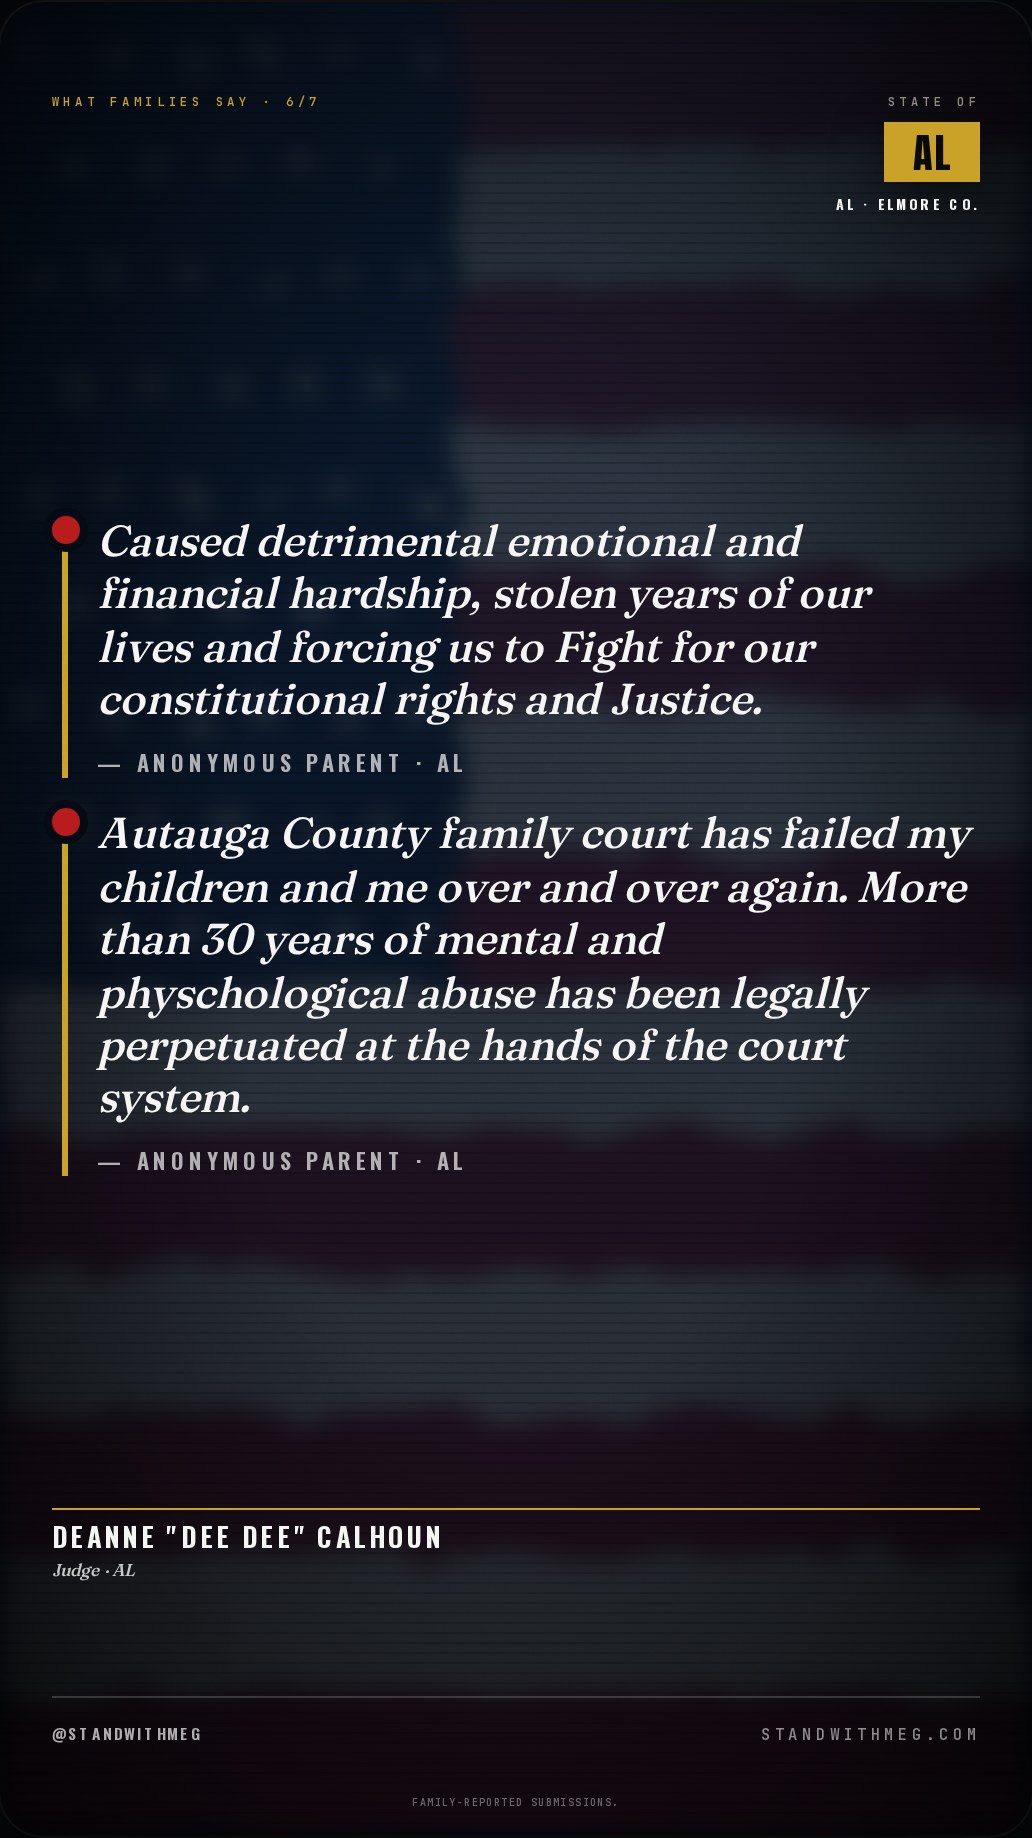 WHAT FAMILIES SAY · 6/7
STATE OF
AL
AL · ELMORE CO.
Caused detrimental emotional and
financial hardship, stolen years of our
lives and forcing us to Fight for our
constitutional rights and Justice.
— ANONYMOUS PARENT · AL
Autauga County family court has failed my
children and me over and over again. More
than 30 years of mental and
physchological abuse has been legally
perpetuated at the hands of the court
system.
— ANONYMOUS PARENT · AL
DEANNE "DEE DEE" CALHOUN
Judge · AL
@STANDWITHMEG
STANDWITHMEG.COM
FAMILY-REPORTED SUBMISSIONS.